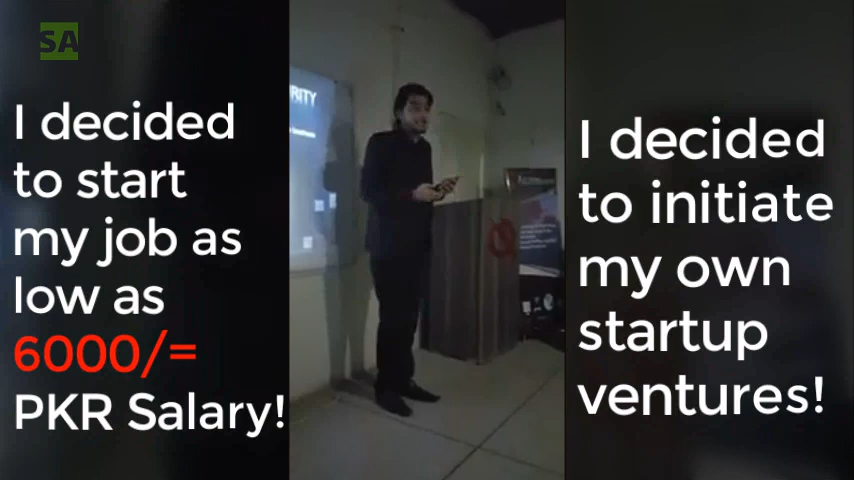 SA
I decided
to start
my job as
low as
6000/=
PKR Salary!
RITY
I decided
to initiate
my own
startup
ventures!